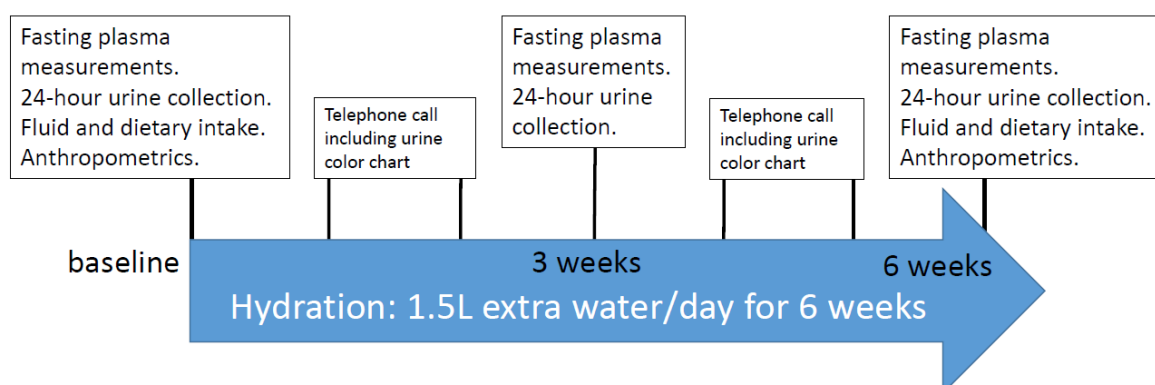 Fasting plasma
measurements.
24-hour urine collection.
Fluid and dietary intake.
Anthropometrics.
Telephone call
including urine
color chart
Fasting plasma
measurements.
24-hour urine
collection.
Telephone call
including urine
color chart
Fasting plasma
measurements.
24-hour urine collection.
Fluid and dietary intake.
Anthropometrics.
baseline
3 weeks
6 weeks
Hydration: 1.5L extra water/day for 6 weeks